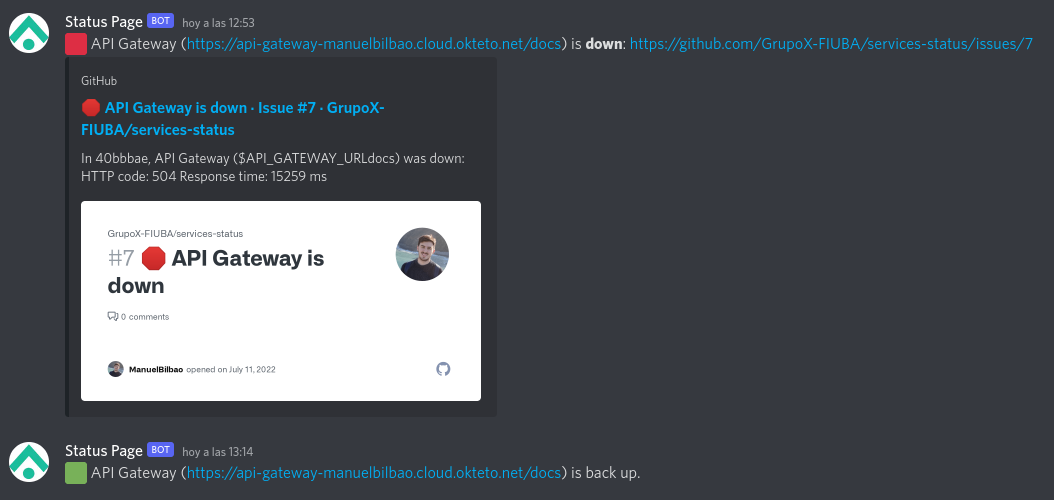 Status Page BOT hoy a las 12:53
API Gateway (https://api-gateway-manuelbilbao.cloud.okteto.net/docs) is down: https://github.com/GrupoX-FIUBA/services-status/issues/7
GitHub
API Gateway is down · Issue #7 · GrupoX-
FIUBA/services-status
In 40bbbae, API Gateway ($API_GATEWAY_URLdocs) was down:
HTTP code: 504 Response time: 15259 ms
GrupoX-FIUBA/services-status
#7 API Gateway is
down
0 comments
ManuelBilbao opened on July 11, 2022
Status Page BOT hoy a las 13:14
API Gateway (https://api-gateway-manuelbilbao.cloud.okteto.net/docs) is back up.